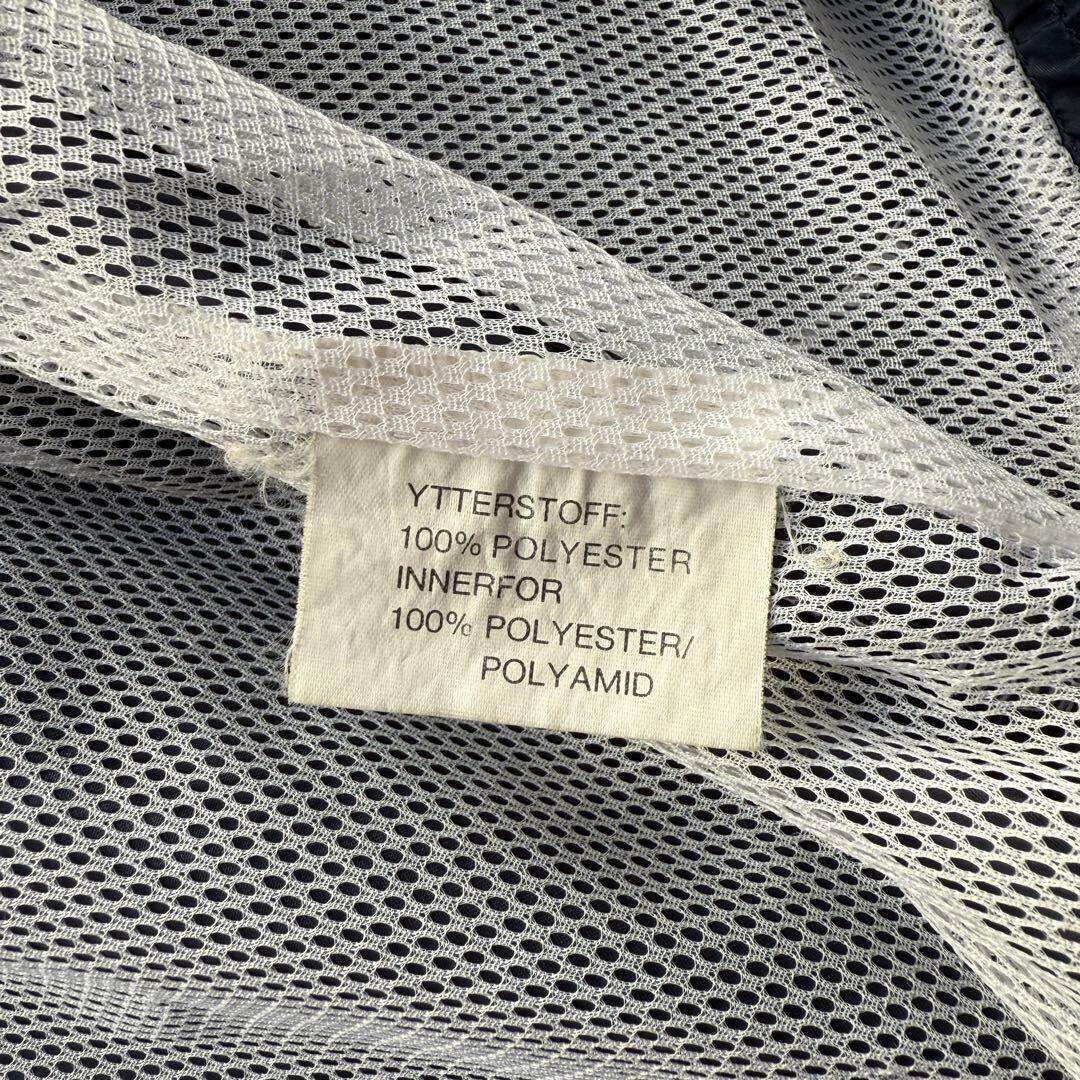 YTTERSTOFF:
100% POLYESTER
INNERFOR
100% POLYESTER/
POLYAMID